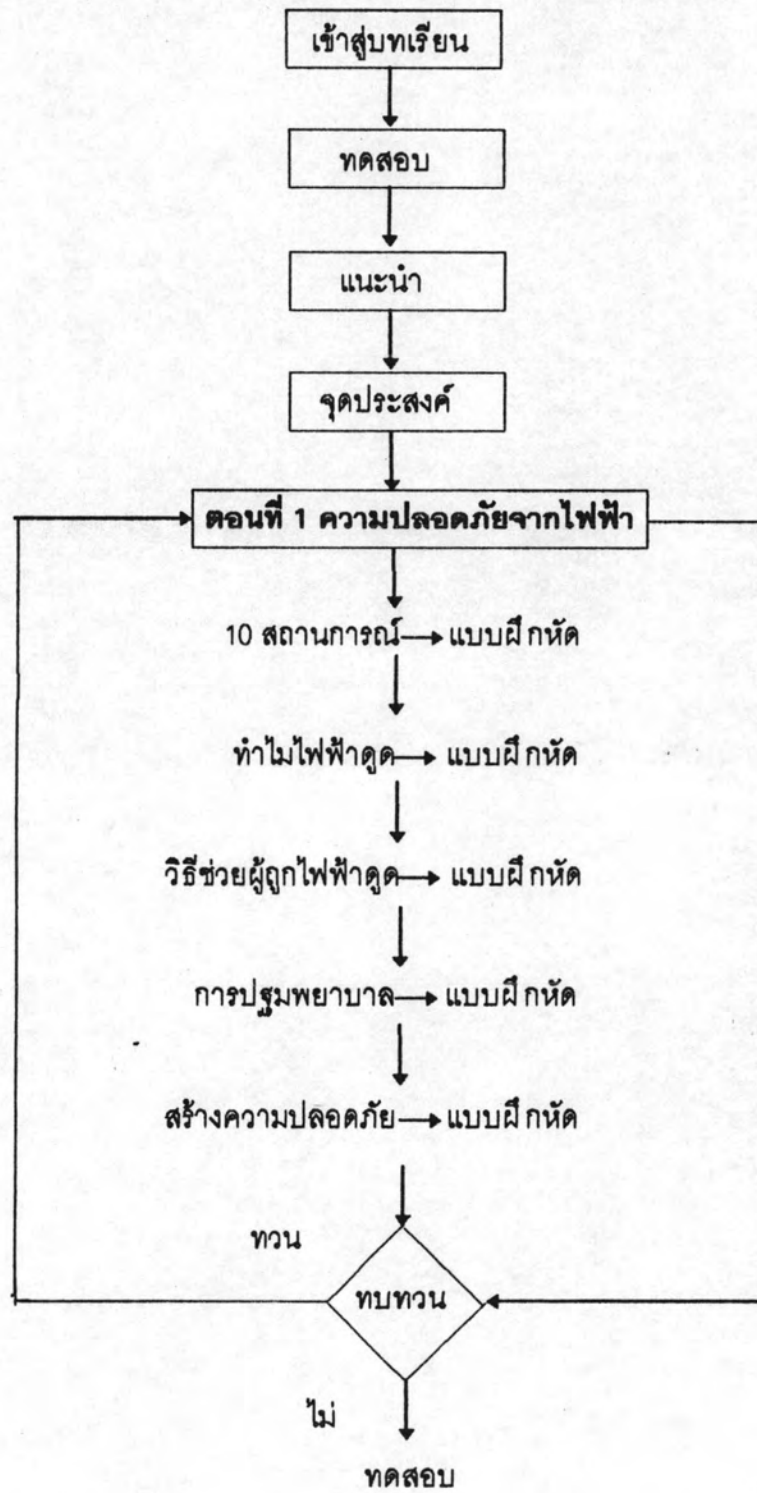 เข้าสู่บทเรียน
ทดสอบ
แนะนำ
จุดประสงค์
ตอนที่ 1 ความปลอดภัยจากไฟฟ้า
10 สถานการณ์ แบบฝึกหัด
ทำไมไฟฟ้าดูด แบบฝึกหัด
วิธีช่วยผู้ถูกไฟฟ้าดูด แบบฝึกหัด
การปฐมพยาบาล แบบฝึกหัด
สร้างความปลอดภัย แบบฝึกหัด
ทวน
ทบทวน
ไม่
ทดสอบ